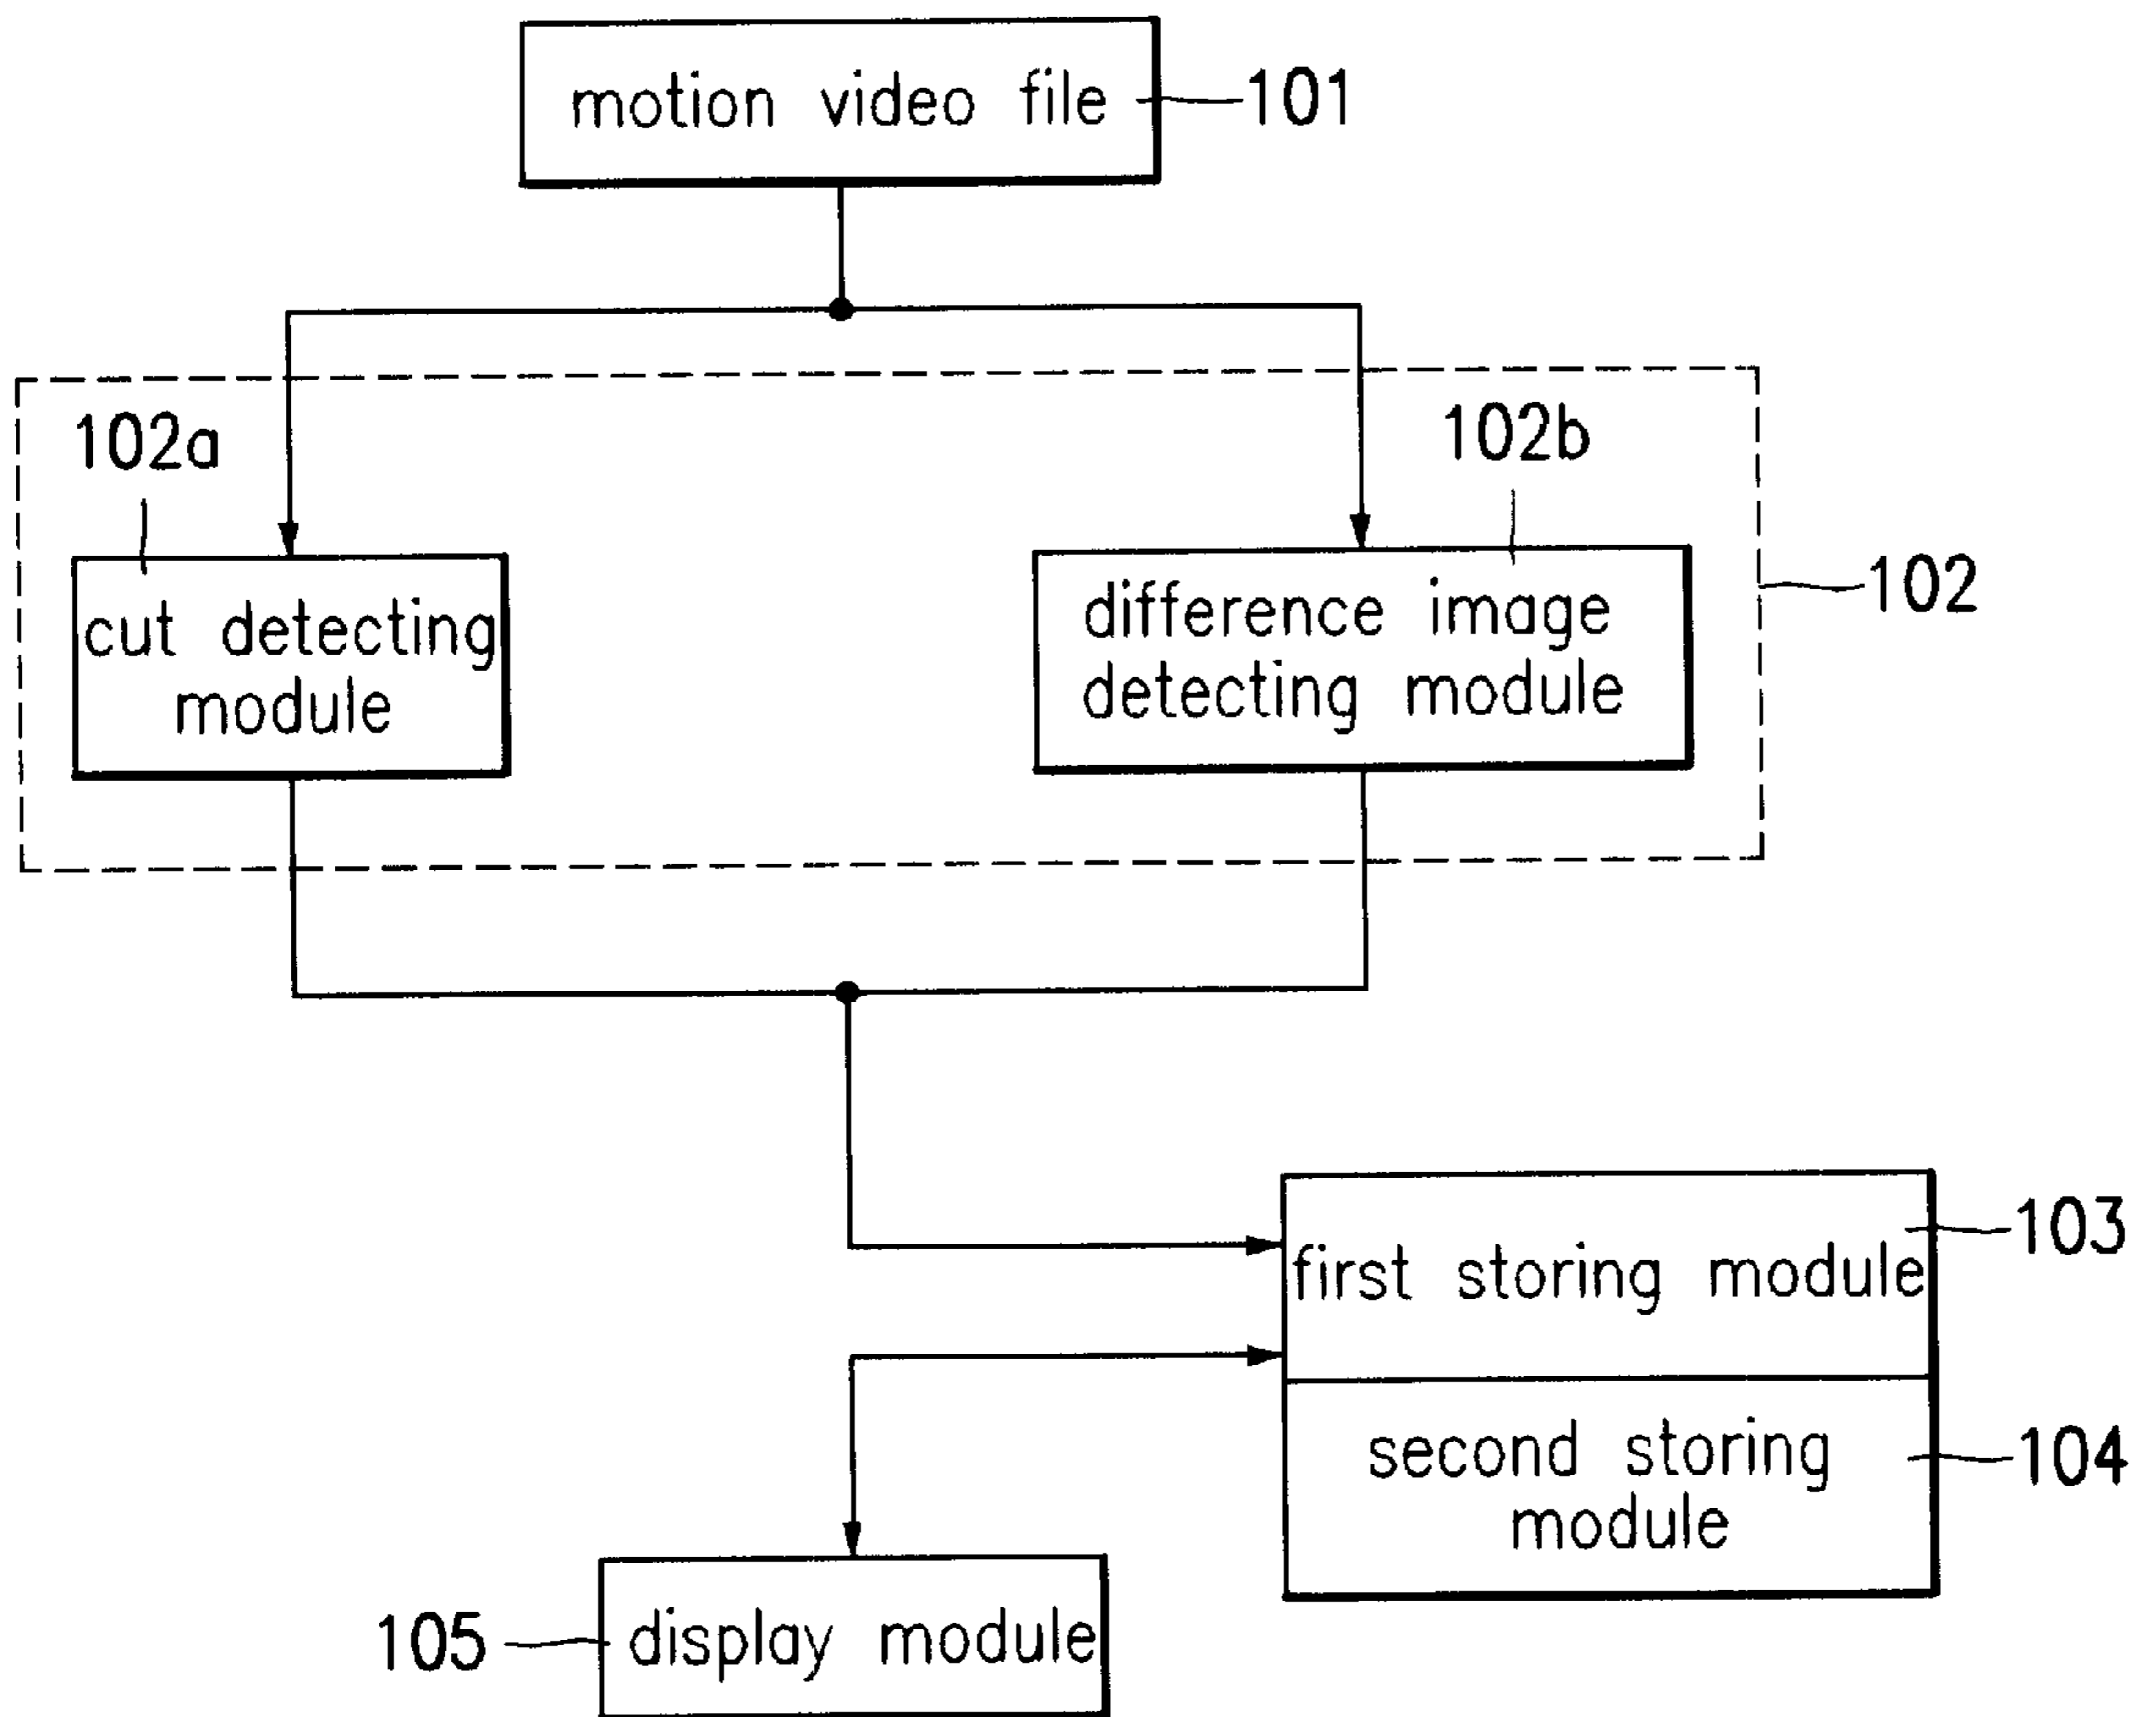 motion video file
101
102a
102b
cut detecting
module
difference image
detecting module
102
103
first storing module
second storing
module
104
105
display module